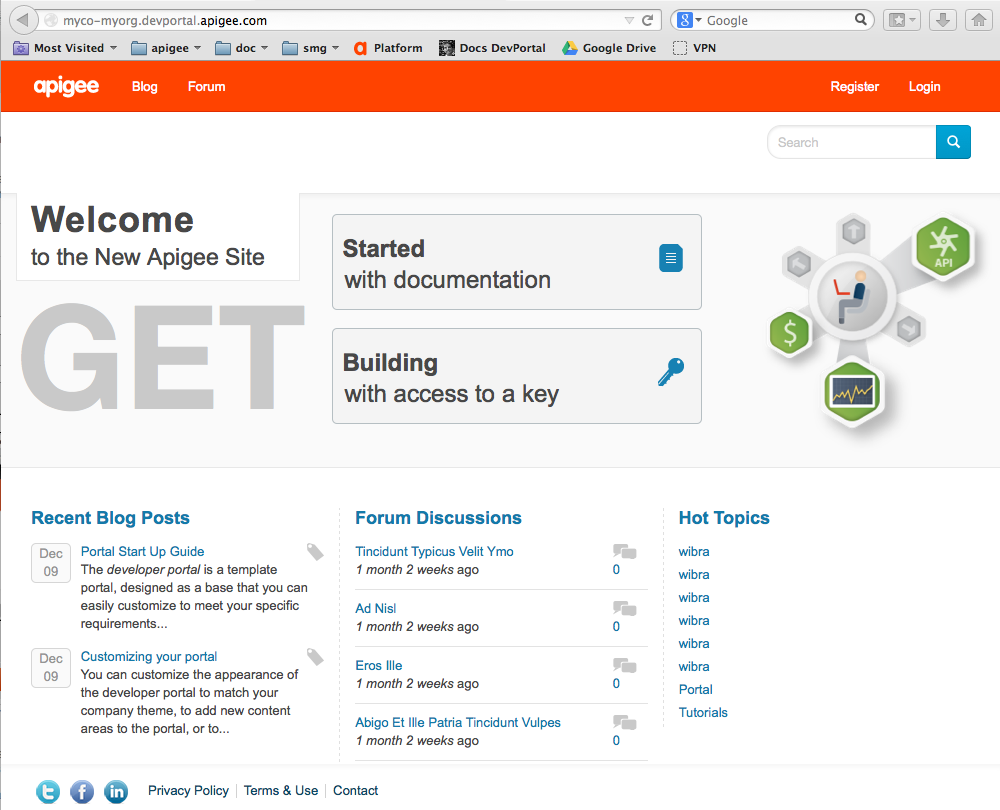 myco-myorg.devportal.apigee.com
8
Google
Most Visited
apigee
doc
smg
Platform
Docs DevPortal
Google Drive
VPN
apigee
Blog
Forum
Register
Login
Search
Welcome
to the New Apigee Site
GET
Started
with documentation
Building
with access to a key
API
$
Recent Blog Posts
Dec
09
Portal Start Up Guide
The developer portal is a template
portal, designed as a base that you can
easily customize to meet your specific
requirements...
Dec
09
Customizing your portal
You can customize the appearance of
the developer portal to match your
company theme, to add new content
areas to the portal, or to...
Forum Discussions
Tincidunt Typicus Velit Ymo
1 month 2 weeks ago
0
Ad Nisl
1 month 2 weeks ago
0
Eros Ille
1 month 2 weeks ago
0
Abigo Et Ille Patria Tincidunt Vulpes
1 month 2 weeks ago
0
Hot Topics
wibra
wibra
wibra
wibra
wibra
wibra
Portal
Tutorials
t
f
in
Privacy Policy
Terms & Use
Contact